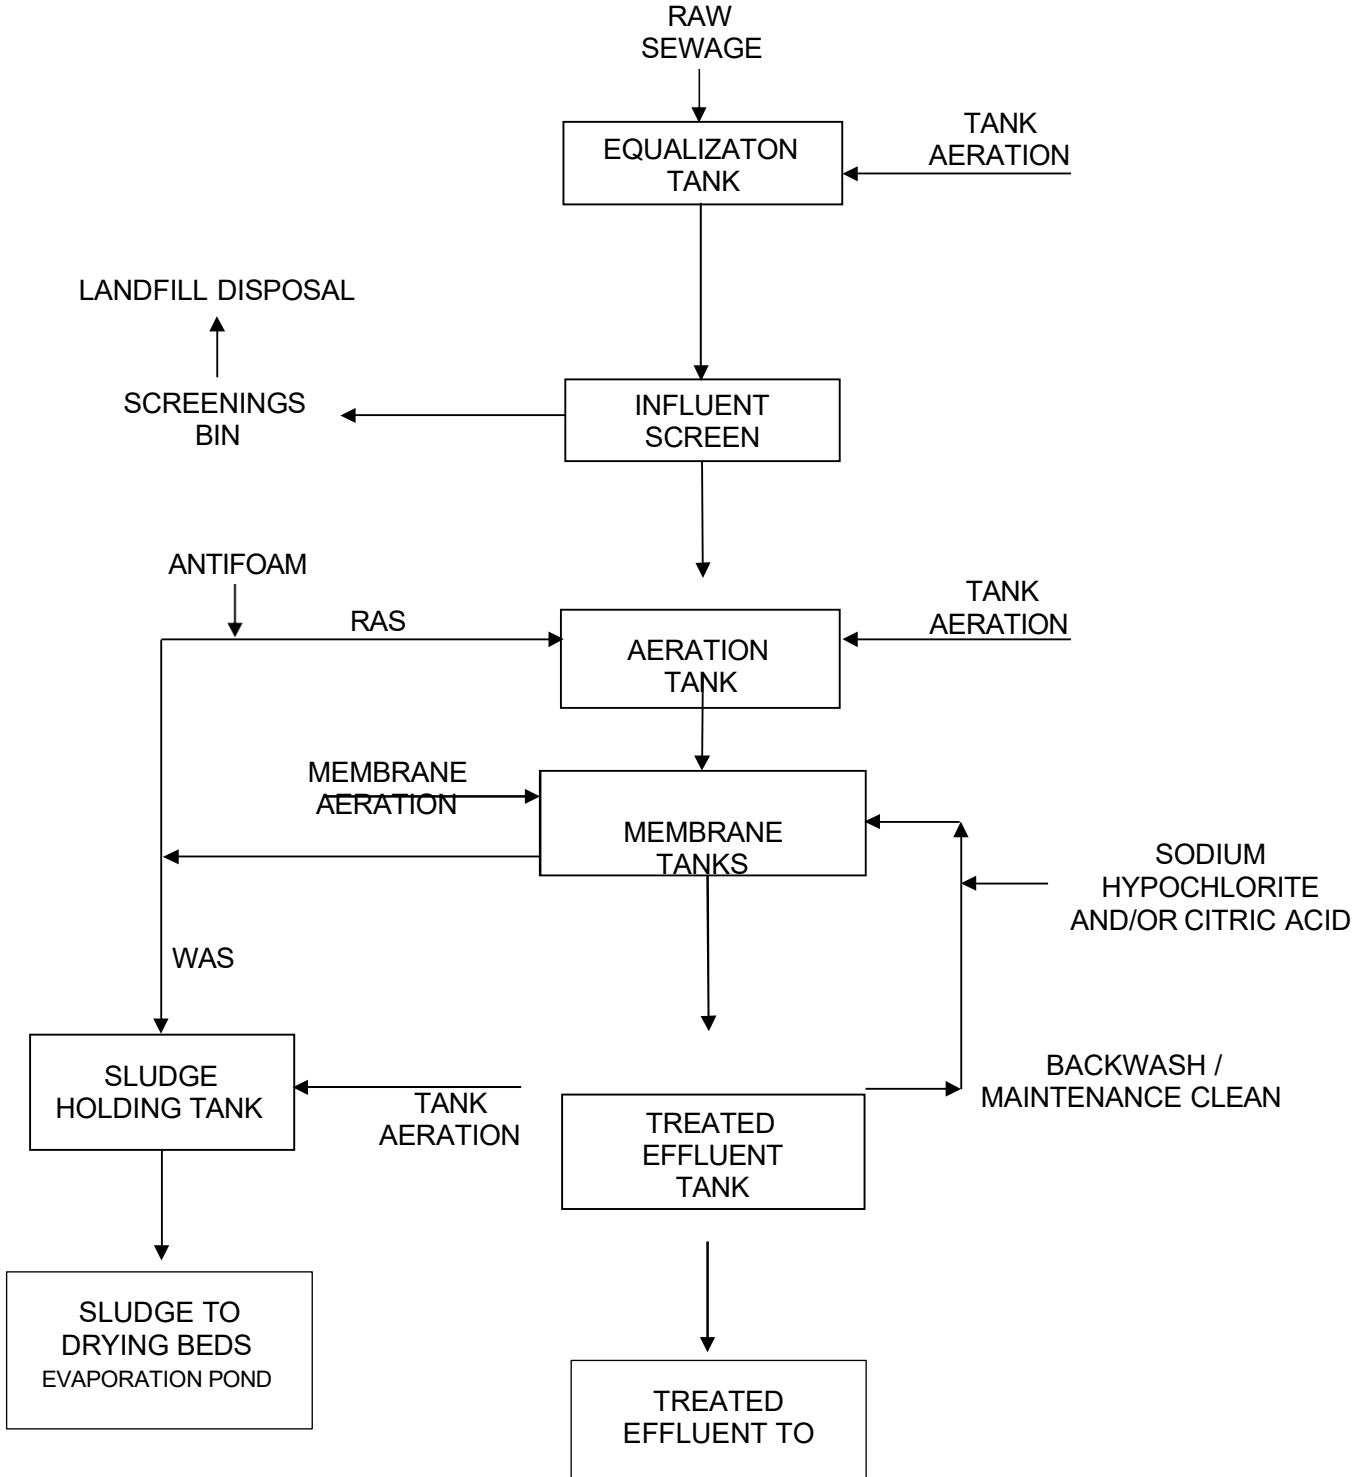 RAW
SEWAGE
TANK
AERATION
EQUALIZATON
TANK
LANDFILL DISPOSAL
SCREENINGS
BIN
INFLUENT
SCREEN
ANTIFOAM
RAS
TANK
AERATION
AERATION
TANK
MEMBRANE
AERATION
MEMBRANE
TANKS
SODIUM
HYPOCHLORITE
AND/OR CITRIC ACID
WAS
SLUDGE
HOLDING TANK
TANK
AERATION
BACKWASH /
MAINTENANCE CLEAN
TREATED
EFFLUENT
TANK
SLUDGE TO
DRYING BEDS
EVAPORATION POND
TREATED
EFFLUENT TO